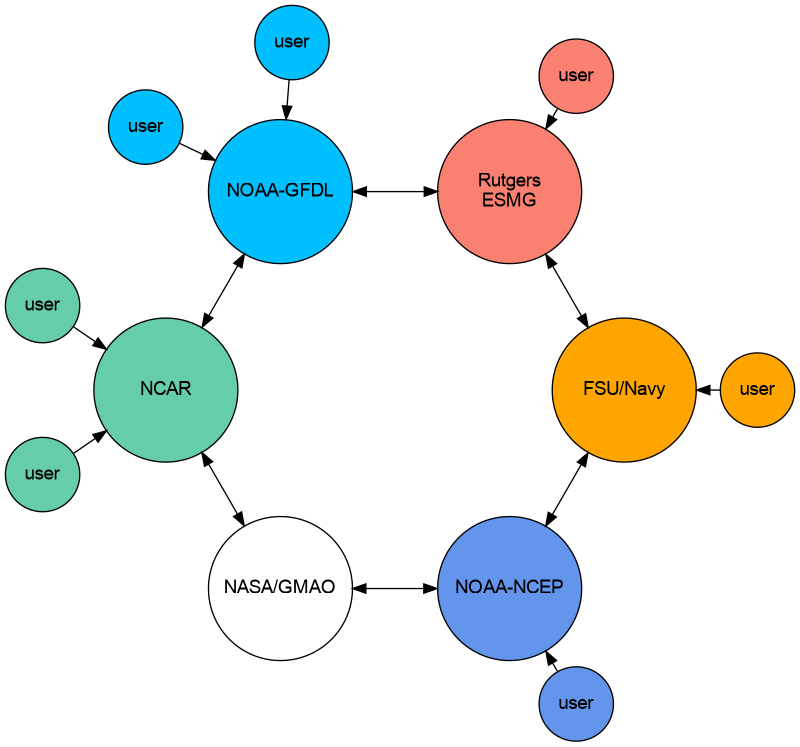 user
user
user
NOAA-GFDL
Rutgers
ESMG
user
NCAR
FSU/Navy
user
user
NASA/GMAO
NOAA-NCEP
user